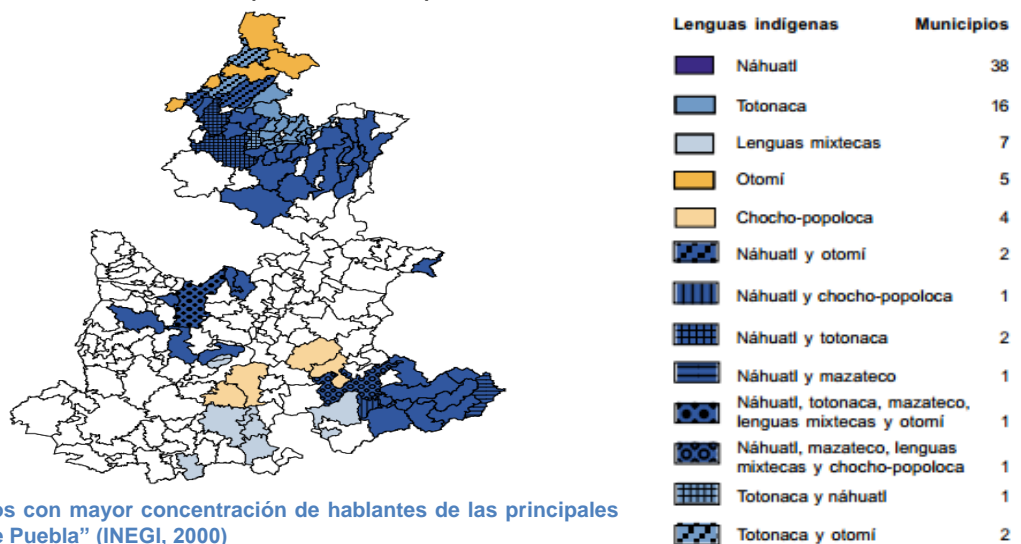 Lenguas indígenas Municipios
Náhuatl 38
Totonaca 16
Lenguas mixtecas 7
Otomí 5
Chocho-popoloca 4
Náhuatl y otomí 2
Náhuatl y chocho-popoloca 1
Náhuatl y totonaca 2
Náhuatl y mazateco 1
Náhuatl, totonaca, mazateco,
lenguas mixtecas y otomí 1
Náhuatl, mazateco, lenguas
mixtecas y chocho-popoloca 1
Totonaca y náhuatl 1
Totonaca y otomí 2
os con mayor concentración de hablantes de las principales
e Puebla” (INEGI, 2000)